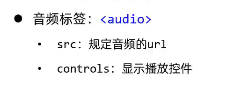 ● 音频标签：<audio>
• src：规定音频的url
• controls：显示播放控件